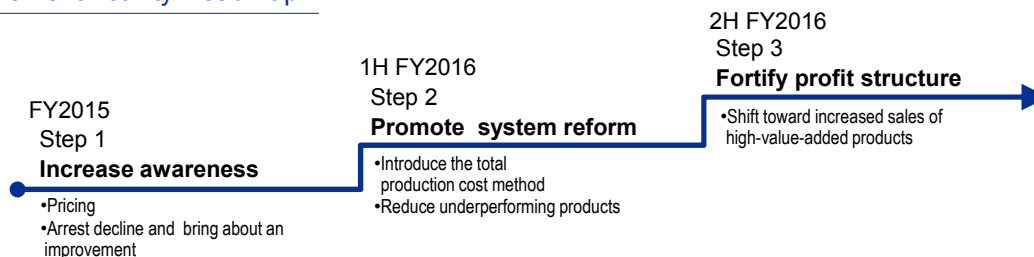 FY2015
Step 1
Increase awareness
•Pricing
•Arrest decline and bring about an
improvement
1H FY2016
Step 2
Promote system reform
•Introduce the total
production cost method
•Reduce underperforming products
2H FY2016
Step 3
Fortify profit structure
•Shift toward increased sales of
high-value-added products